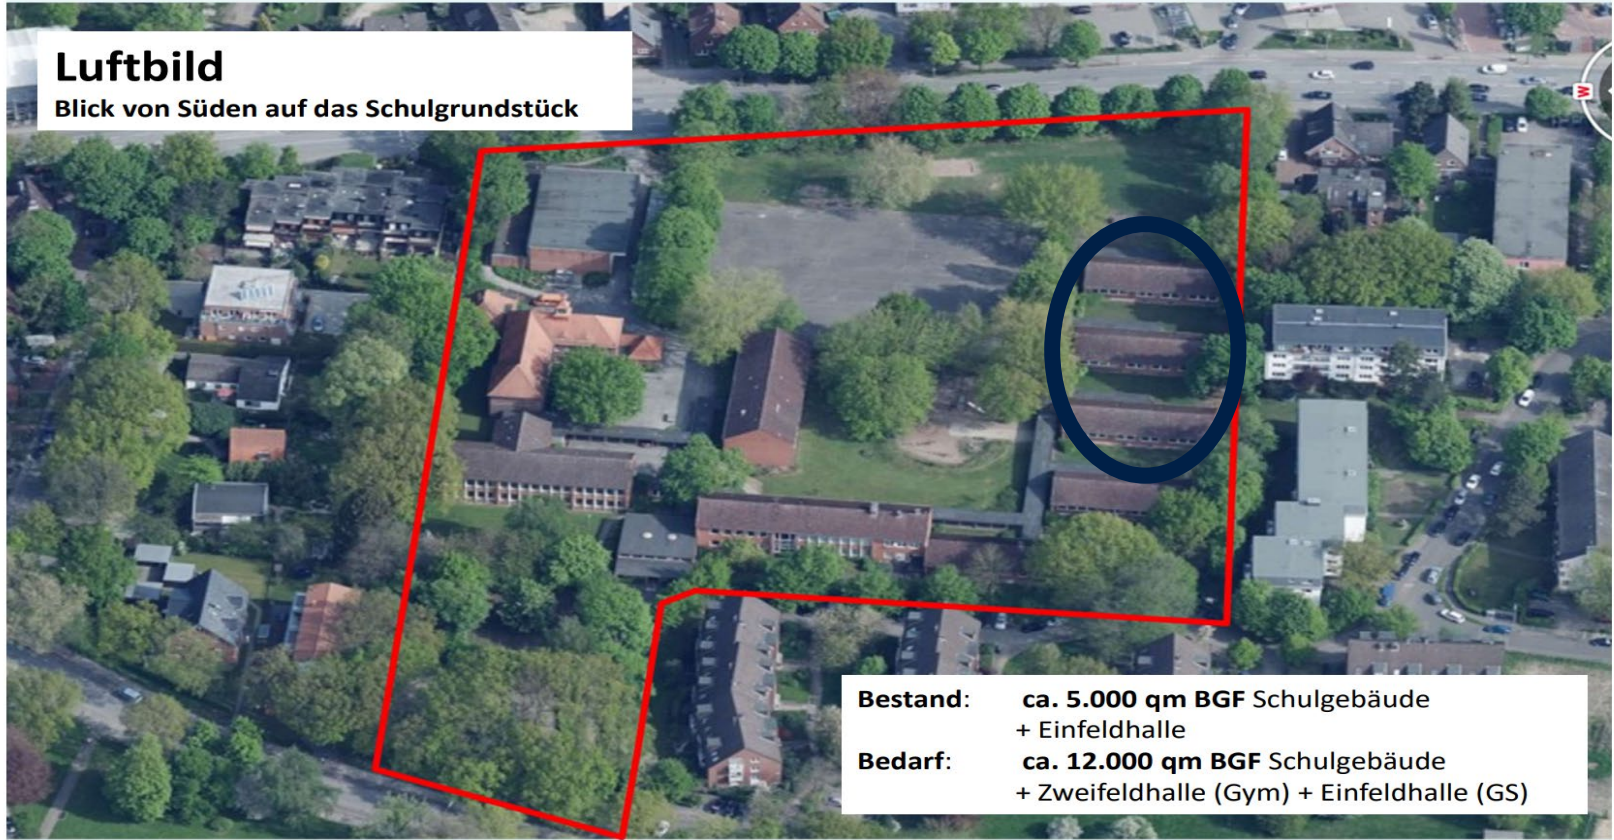 Luftbild
Blick von Süden auf das Schulgrundstück
W
Bestand: ca. 5.000 qm BGF Schulgebäude
+ Einfeldhalle
Bedarf: ca. 12.000 qm BGF Schulgebäude
+ Zweifeldhalle (Gym) + Einfeldhalle (GS)